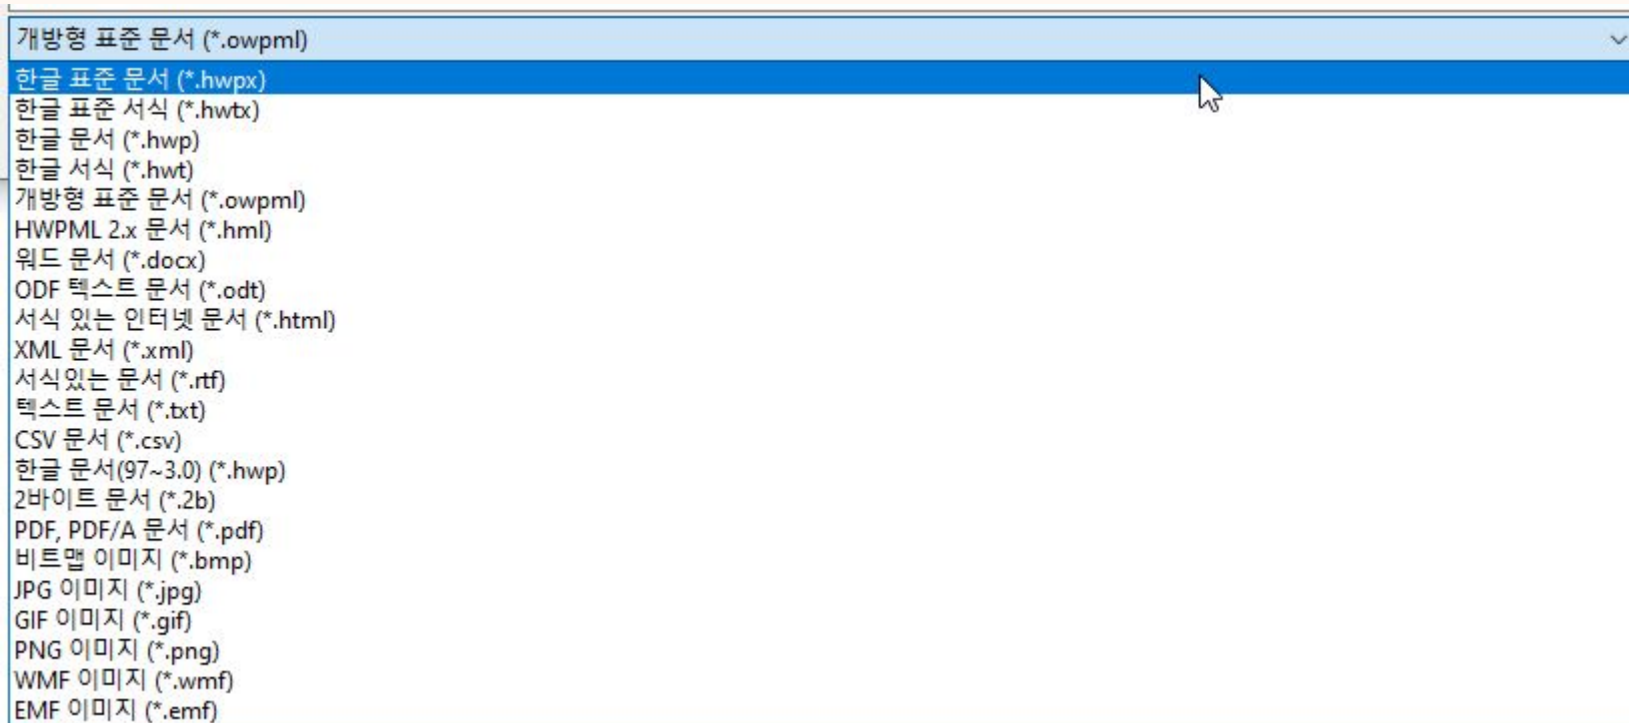 개방형 표준 문서 (*.owpml)
한글 표준 문서 (*.hwpx)
한글 표준 서식 (*.hwtx)
한글 문서 (*.hwp)
한글 서식 (*.hwt)
개방형 표준 문서 (*.owpml)
HWPML 2.x 문서 (*.hml)
워드 문서 (*.docx)
ODF 텍스트 문서 (*.odt)
서식 있는 인터넷 문서 (*.html)
XML 문서 (*.xml)
서식있는 문서 (*.rtf)
텍스트 문서 (*.txt)
CSV 문서 (*.csv)
한글 문서(97~3.0) (*.hwp)
2바이트 문서 (*.2b)
PDF, PDF/A 문서 (*.pdf)
비트맵 이미지 (*.bmp)
JPG 이미지 (*.jpg)
GIF 이미지 (*.gif)
PNG 이미지 (*.png)
WMF 이미지 (*.wmf)
EMF 이미지 (*.emf)